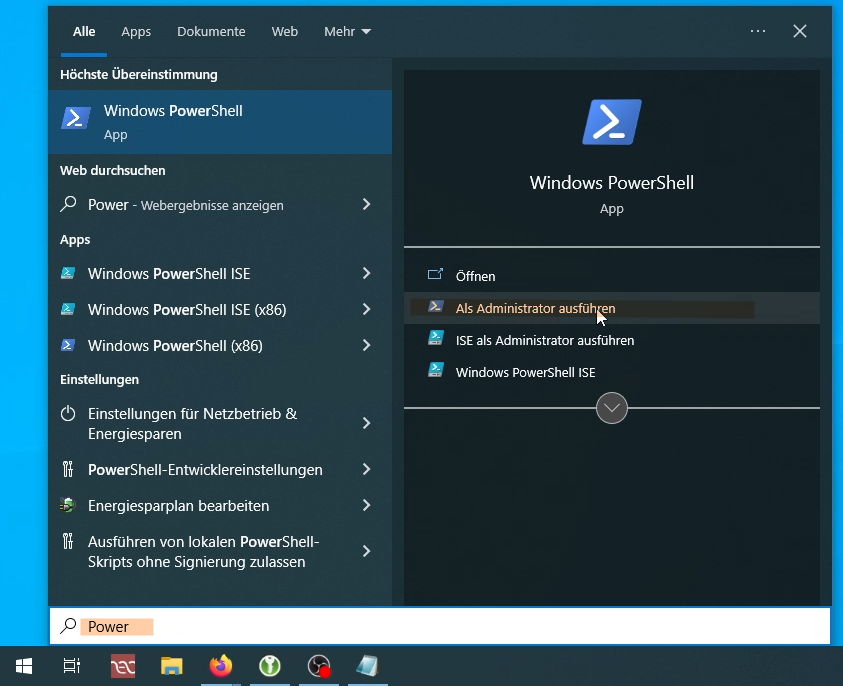 Alle Apps Dokumente Web Mehr
Höchste Übereinstimmung
Windows PowerShell
App
Web durchsuchen
Power - Webergebnisse anzeigen
Apps
Windows PowerShell ISE
Windows PowerShell ISE (x86)
Windows PowerShell (x86)
Einstellungen
Einstellungen für Netzbetrieb &
Energiesparen
PowerShell-Entwicklereinstellungen
Energiesparplan bearbeiten
Ausführen von lokalen PowerShell-
Skripts ohne Signierung zulassen
Windows PowerShell
App
Öffnen
Als Administrator ausführen
ISE als Administrator ausführen
Windows PowerShell ISE
Power